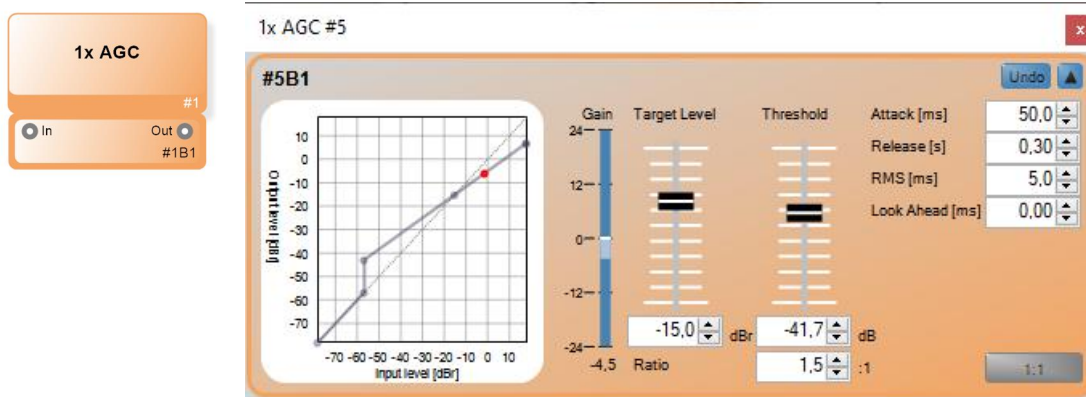 1x AGC
#1
In
Out
#1B1
1x AGC #5
x
#5B1
Undo
Gain
Target Level
Threshold
Attack [ms]
50,0
Release [s]
0,30
RMS [ms]
5,0
Look Ahead [ms]
0,00
Output level [dBr]
10
0
-10
-20
-30
-40
-50
-60
-70
-70 -60 -50 -40 -30 -20 -10 0 10
Input level [dBr]
24
12
0
-12
-24
-4,5
-15,0 dBr
-41,7 dB
Ratio
1,5 :1
1:1